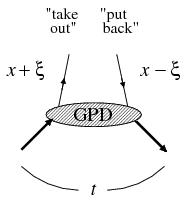 "take "put
out" back"
x + ξ x − ξ
GPD
t